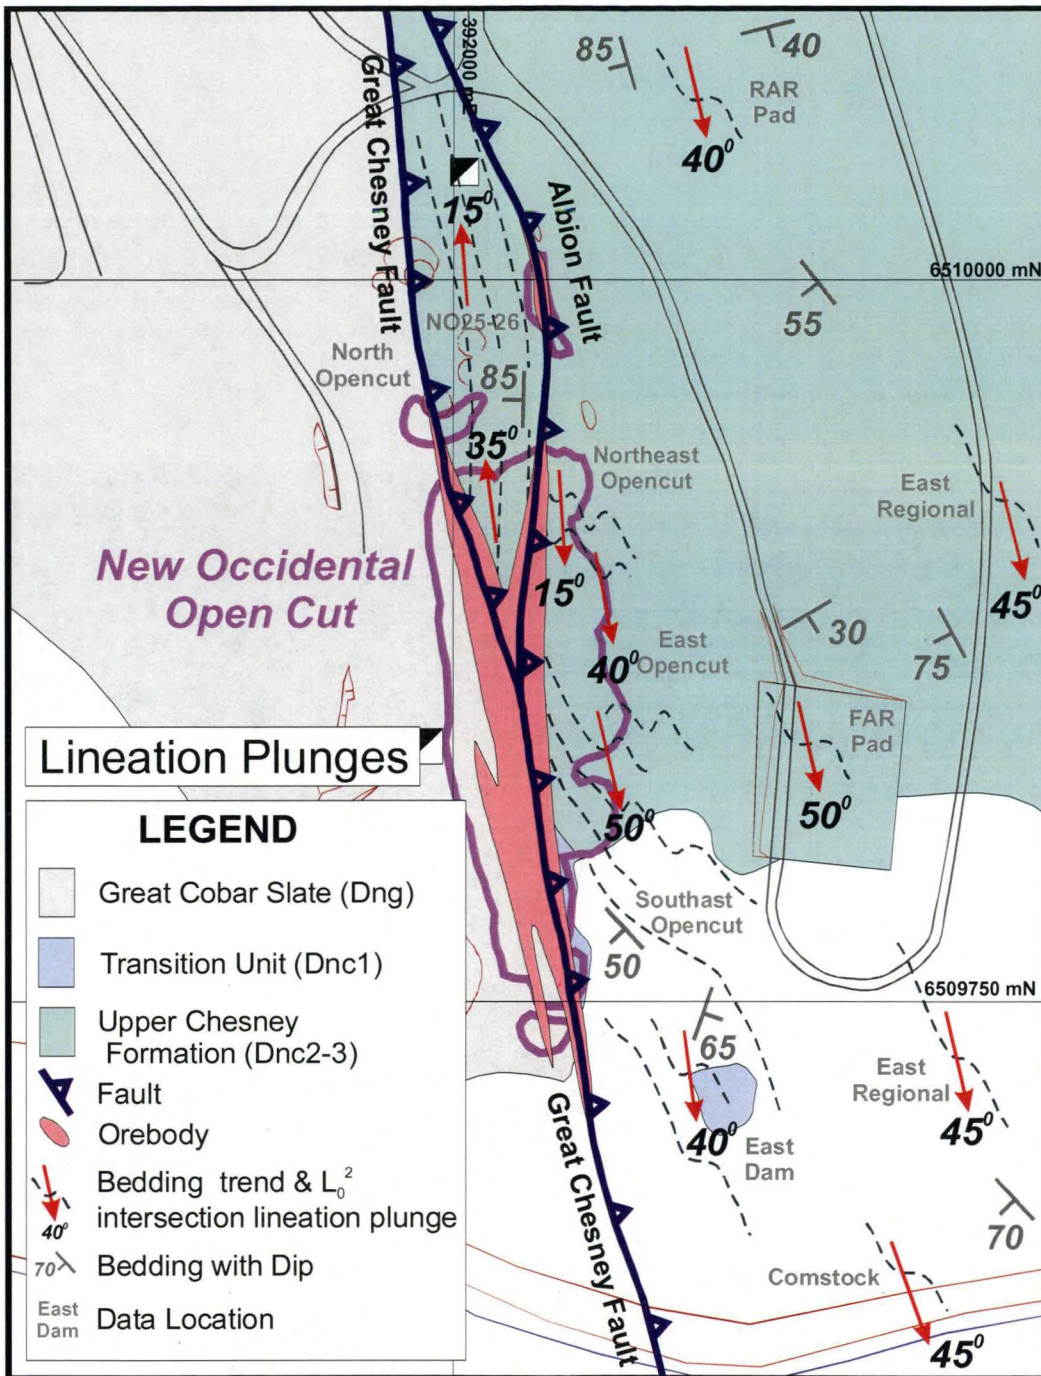 392000 mE
85
40
RAR
Pad
40°
Great Chesney Fault
15°
Albion Fault
6510000 mN
55
NO25-26
North
Opencut
85
35°
Northeast
Opencut
East
Regional
New Occidental
Open Cut
15°
45°
30
75
40°
East
Opencut
FAR
Pad
50°
50°
Lineation Plunges
Southast
Opencut
50
6509750 mN
65
40°
East
Dam
East
Regional
45°
Great Chesney Fault
70
Comstock
45°
LEGEND
Great Cobar Slate (Dng)
Transition Unit (Dnc1)
Upper Chesney
Formation (Dnc2-3)
Fault
Orebody
Bedding trend & L₀²
intersection lineation plunge
40°
70 Bedding with Dip
East
Dam
Data Location